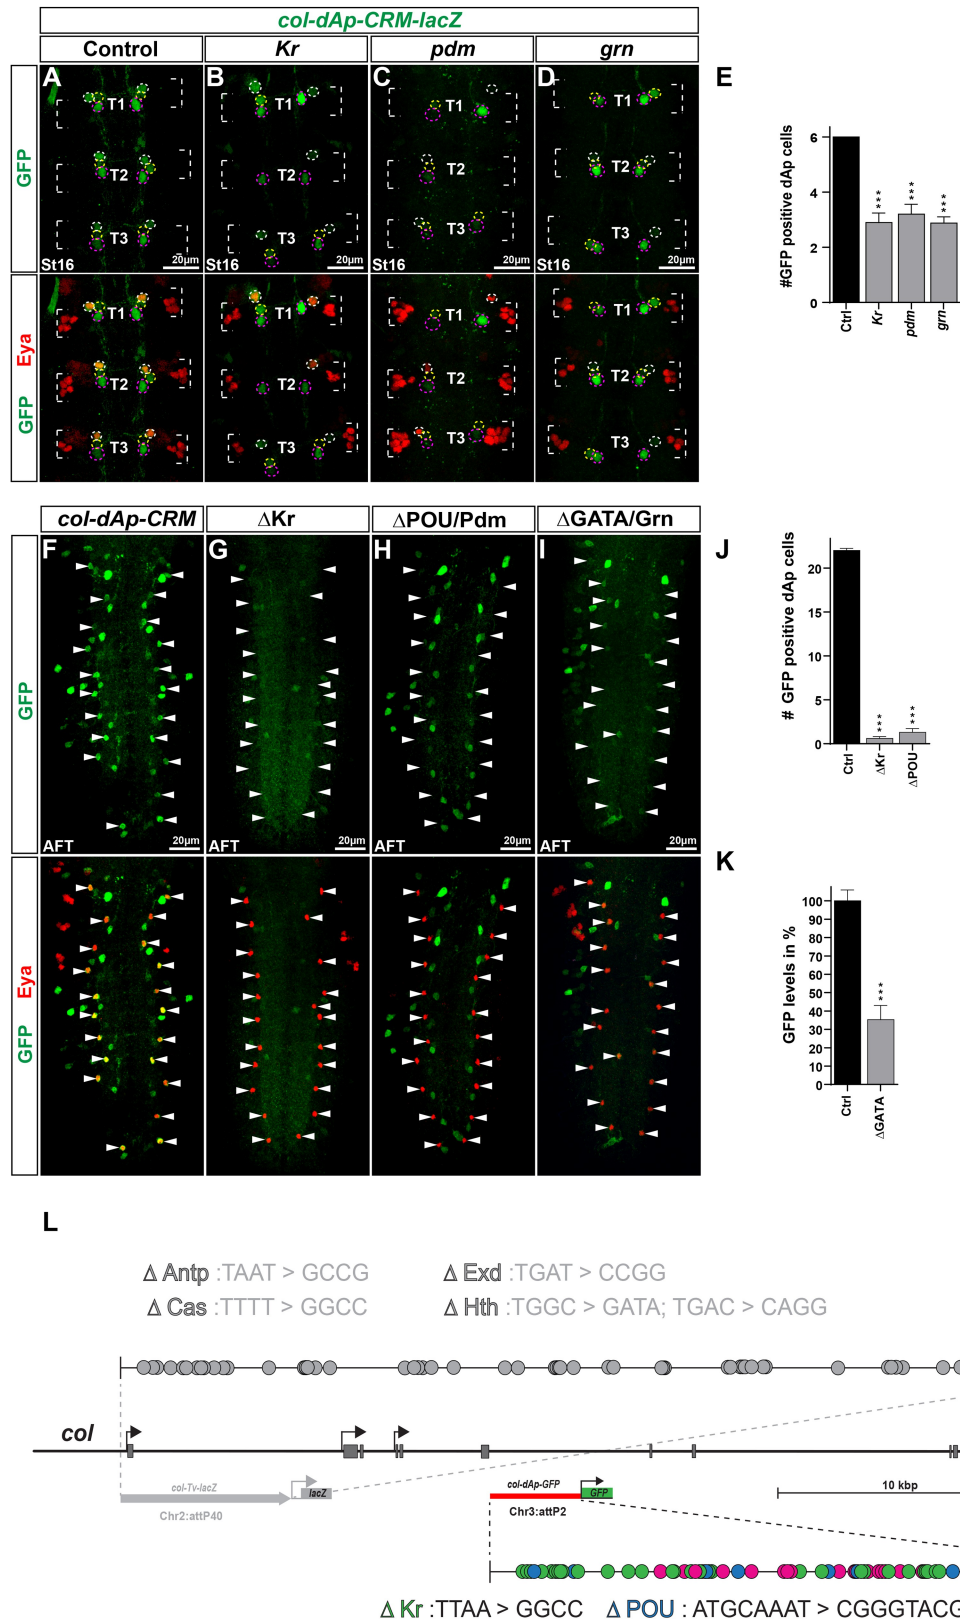 col-dAp-CRM-lacZ
Control Kr pdm grn
A B C D E
GFP
T1 T1 T1 T1
T2 T2 T2 T2
T3 T3 T3 T3
St16 20µm 20µm St16 20µm St16 20µm
GFP Eya
T1 T1 T1 T1
T2 T2 T2 T2
T3 T3 T3 T3
#GFP positive dAp cells
6
4
2
0
*** *** ***
Ctrl Kr pdm grn
col-dAp-CRM ΔKr ΔPOU/Pdm ΔGATA/Grn
F G H I J
GFP
AFT 20µm AFT 20µm AFT 20µm AFT 20µm
GFP Eya
# GFP positive dAp cells
20
15
10
5
0
*** ***
Ctrl ΔKr ΔPOU
K
GFP levels in %
100
90
80
70
60
50
40
30
20
10
0
***
Ctrl ΔGATA
L
Δ Antp :TAAT > GCCG Δ Exd :TGAT > CCGG
Δ Cas :TTTT > GGCC Δ Hth :TGGC > GATA; TGAC > CAGG
col
col-Tv-lacZ lacZ
Chr2:attP40
col-dAp-GFP GFP
Chr3:attP2
10 kbp
Δ Kr :TTAA > GGCC Δ POU : ATGCAAAT > CGGGTACG